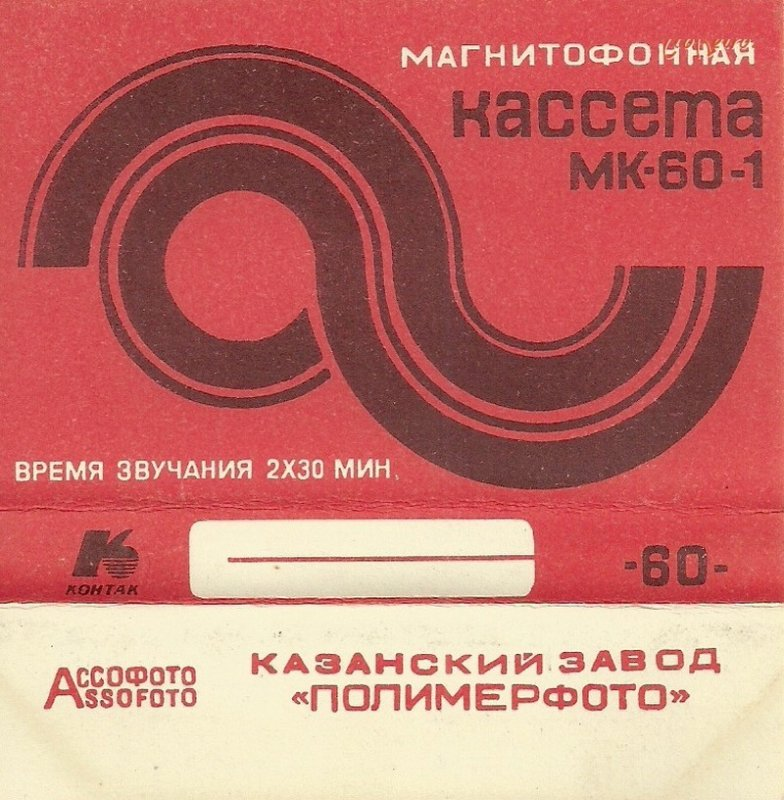 МАГНИТОФОННАЯ
кассета
МК-60-1
ВРЕМЯ ЗВУЧАНИЯ 2Х30 МИН.
КОНТАК
-60-
АССОФОТО
ASSOFOTO
КАЗАНСКИЙ ЗАВОД
«ПОЛИМЕРФОТО»